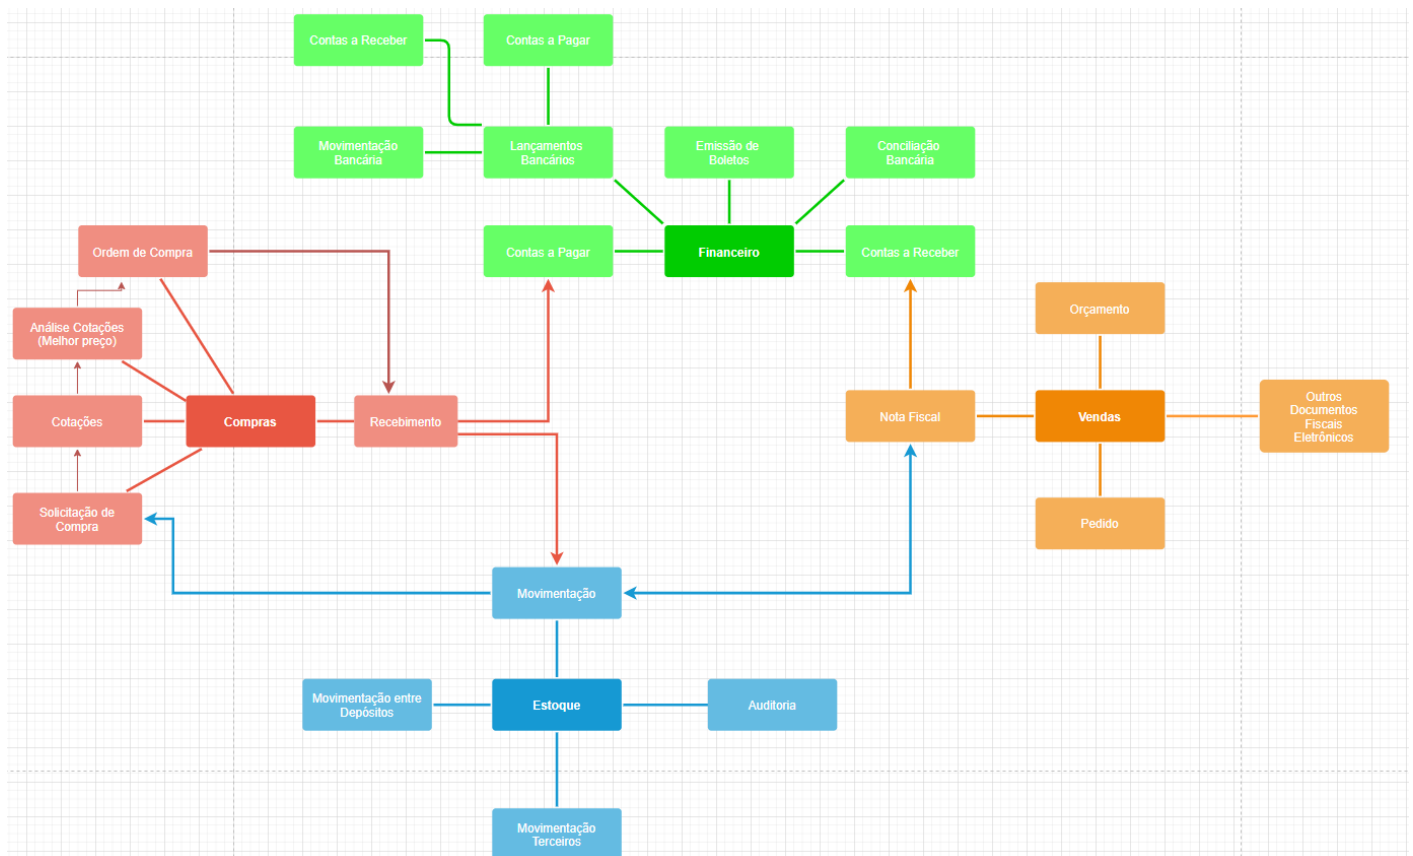 Contas a Receber
Contas a Pagar
Movimentação
Bancária
Lançamentos
Bancários
Emissão de
Boletos
Conciliação
Bancária
Ordem de Compra
Contas a Pagar
Financeiro
Contas a Receber
Orçamento
Análise Cotações
(Melhor preço)
Cotações
Compras
Recebimento
Nota Fiscal
Vendas
Outros
Documentos
Fiscais
Eletrônicos
Solicitação de
Compra
Pedido
Movimentação
Movimentação entre
Depósitos
Estoque
Auditoria
Movimentação
Terceiros